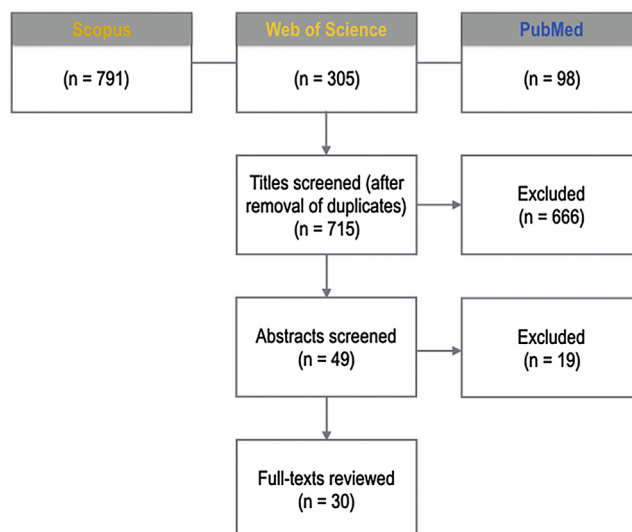 Scopus
(n = 791)
Web of Science
(n = 305)
PubMed
(n = 98)
Titles screened (after
removal of duplicates)
(n = 715)
Excluded
(n = 666)
Abstracts screened
(n = 49)
Excluded
(n = 19)
Full-texts reviewed
(n = 30)